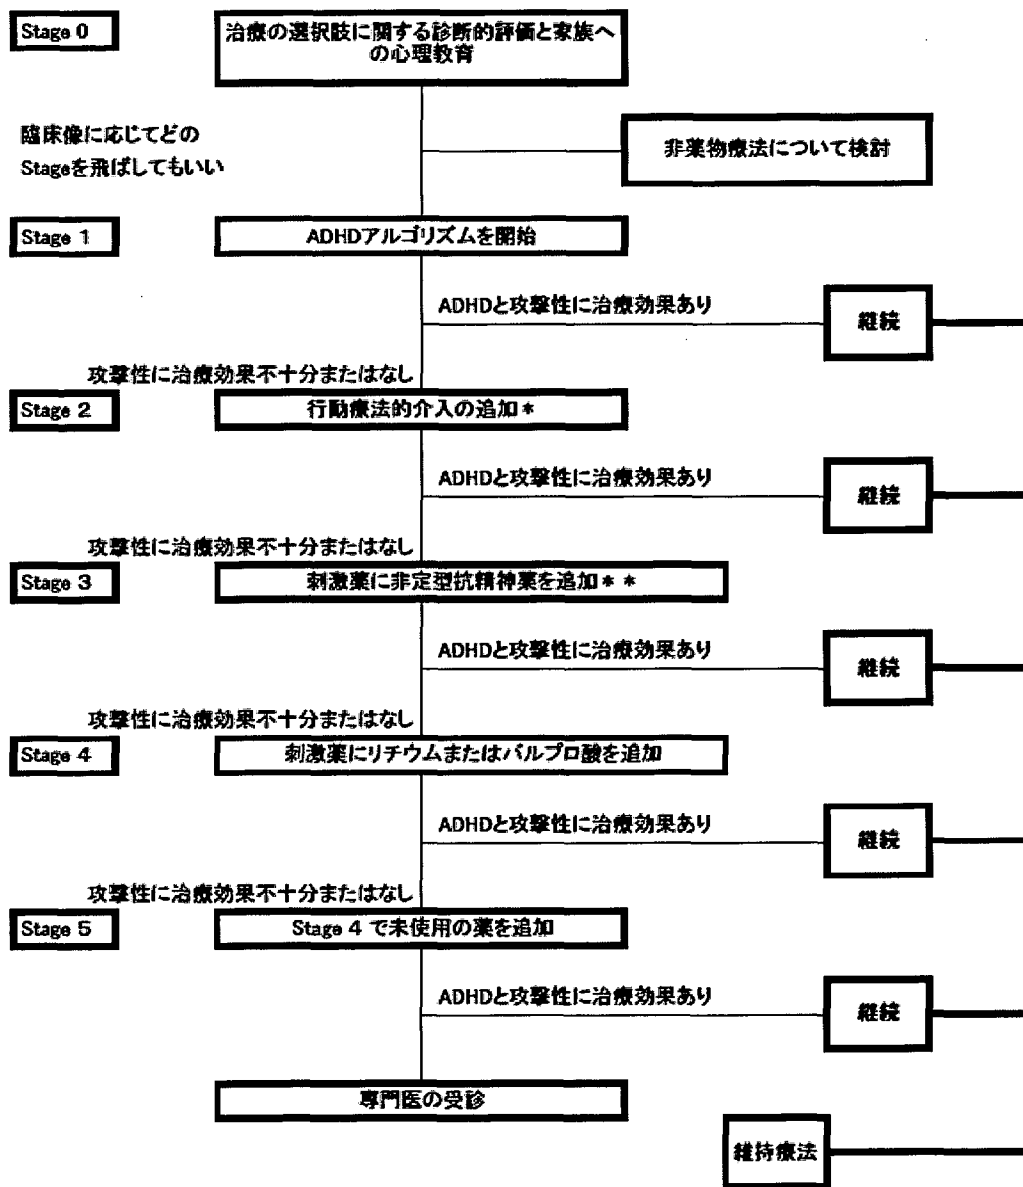 Stage 0
治療の選択肢に関する診断的評価と家族へ
の心理教育
臨床像に応じてどの
Stageを飛ばしてもいい
非薬物療法について検討
Stage 1
ADHDアルゴリズムを開始
ADHDと攻撃性に治療効果あり
継続
攻撃性に治療効果不十分またはなし
Stage 2
行動療法的介入の追加*
ADHDと攻撃性に治療効果あり
継続
攻撃性に治療効果不十分またはなし
Stage 3
刺激薬に非定型抗精神薬を追加**
ADHDと攻撃性に治療効果あり
継続
攻撃性に治療効果不十分またはなし
Stage 4
刺激薬にリチウムまたはバルプロ酸を追加
ADHDと攻撃性に治療効果あり
継続
攻撃性に治療効果不十分またはなし
Stage 5
Stage 4 で未使用の薬を追加
ADHDと攻撃性に治療効果あり
継続
専門医の受診
維持療法